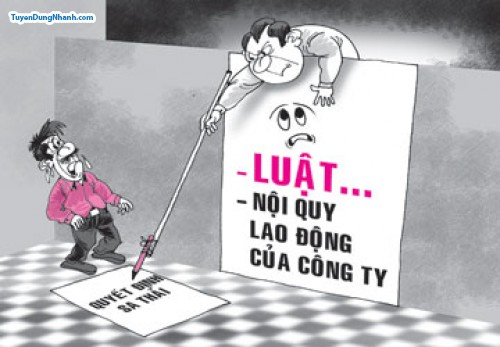 TuyenDungNhanh.com
- LUẬT...
- NỘI QUY
LAO ĐỘNG
CỦA CÔNG TY
QUYẾT ĐỊNH
SA THẢI